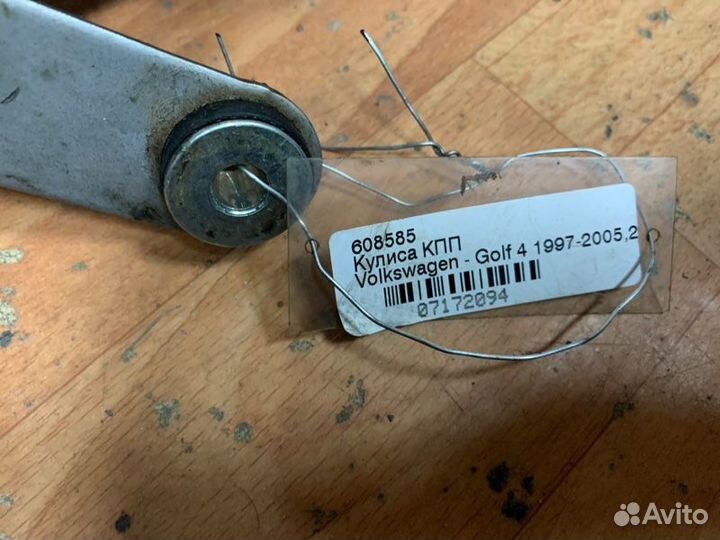 608585
Кулиса КПП
Volkswagen - Golf 4 1997-2005,2
07172094
Avito